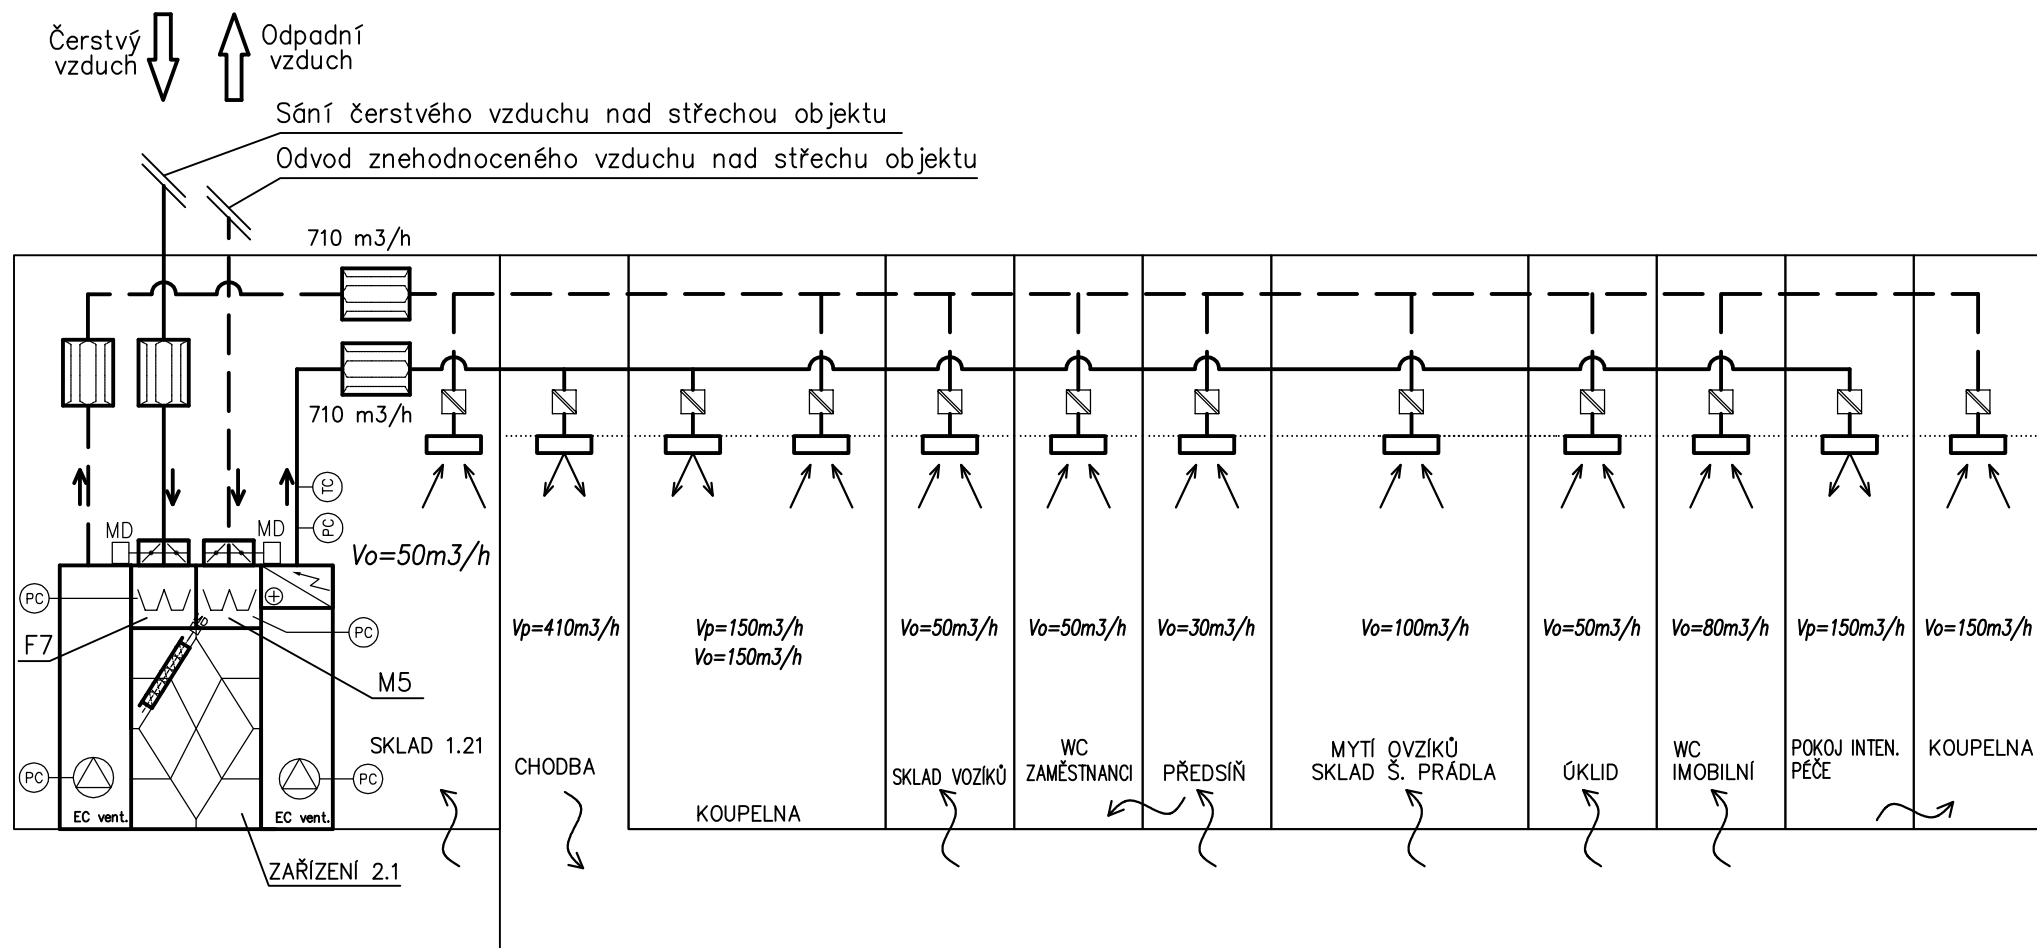 Čerstvý
vzduch
Odpadní
vzduch
Sání čerstvého vzduchu nad střechou objektu
Odvod znehodnoceného vzduchu nad střechu objektu
710 m3/h
710 m3/h
TC
PC
MD
MD
Vo=50m3/h
PC
PC
F7
M5
Vp=410m3/h
Vp=150m3/h
Vo=150m3/h
Vo=50m3/h
Vo=50m3/h
Vo=30m3/h
Vo=100m3/h
Vo=50m3/h
Vo=80m3/h
Vp=150m3/h
Vo=150m3/h
SKLAD 1.21
CHODBA
KOUPELNA
SKLAD VOZÍKŮ
WC
ZAMĚSTNANCI
PŘEDSÍŇ
MYTÍ OVZÍKŮ
SKLAD Š. PRÁDLA
ÚKLID
WC
IMOBILNÍ
POKOJ INTEN.
PÉČE
KOUPELNA
PC
PC
EC vent.
EC vent.
ZAŘÍZENÍ 2.1